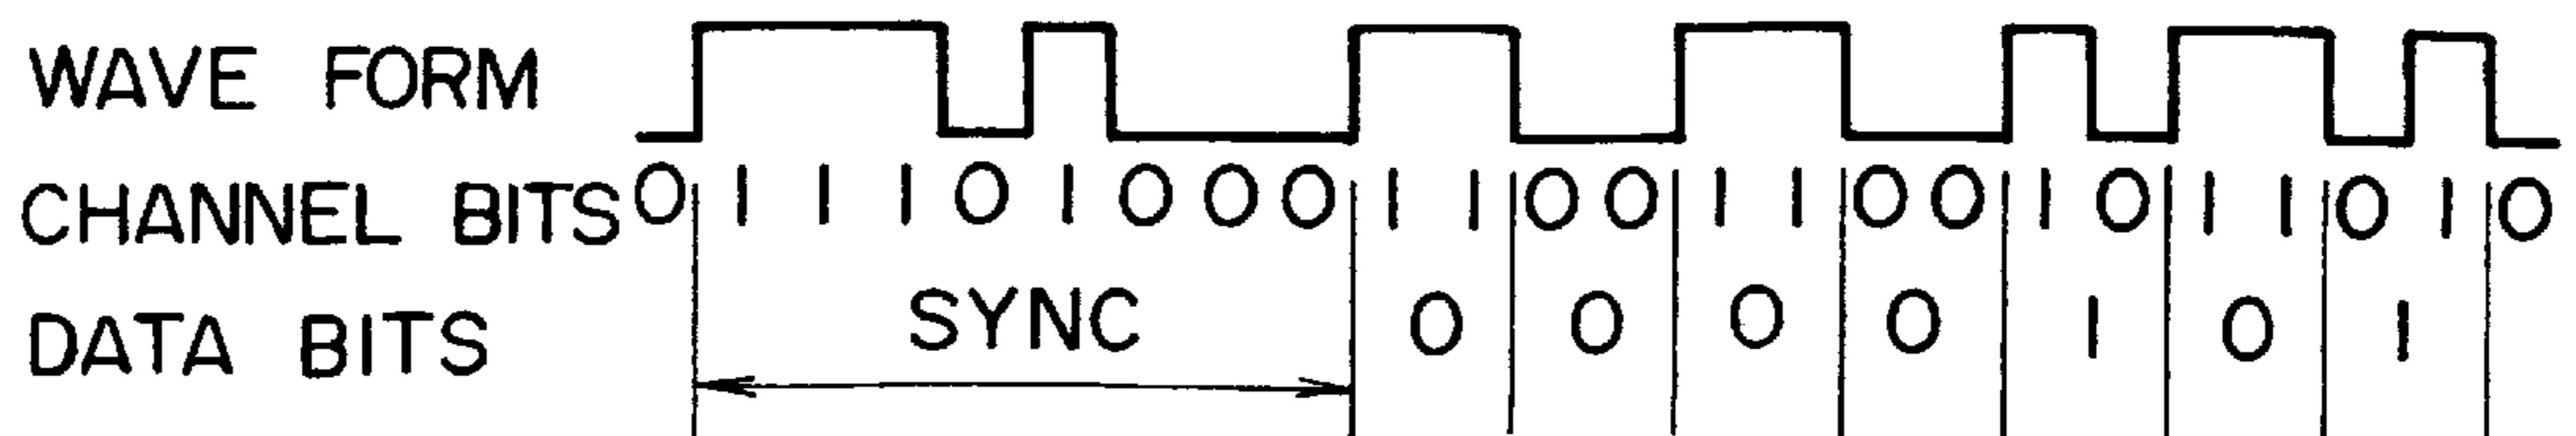 WAVE FORM
CHANNEL BITS 0 1 1 1 0 1 0 0 0 1 1 0 0 1 1 0 0 1 0 1 1 0 1 0
DATA BITS SYNC 0 0 0 0 1 0 1